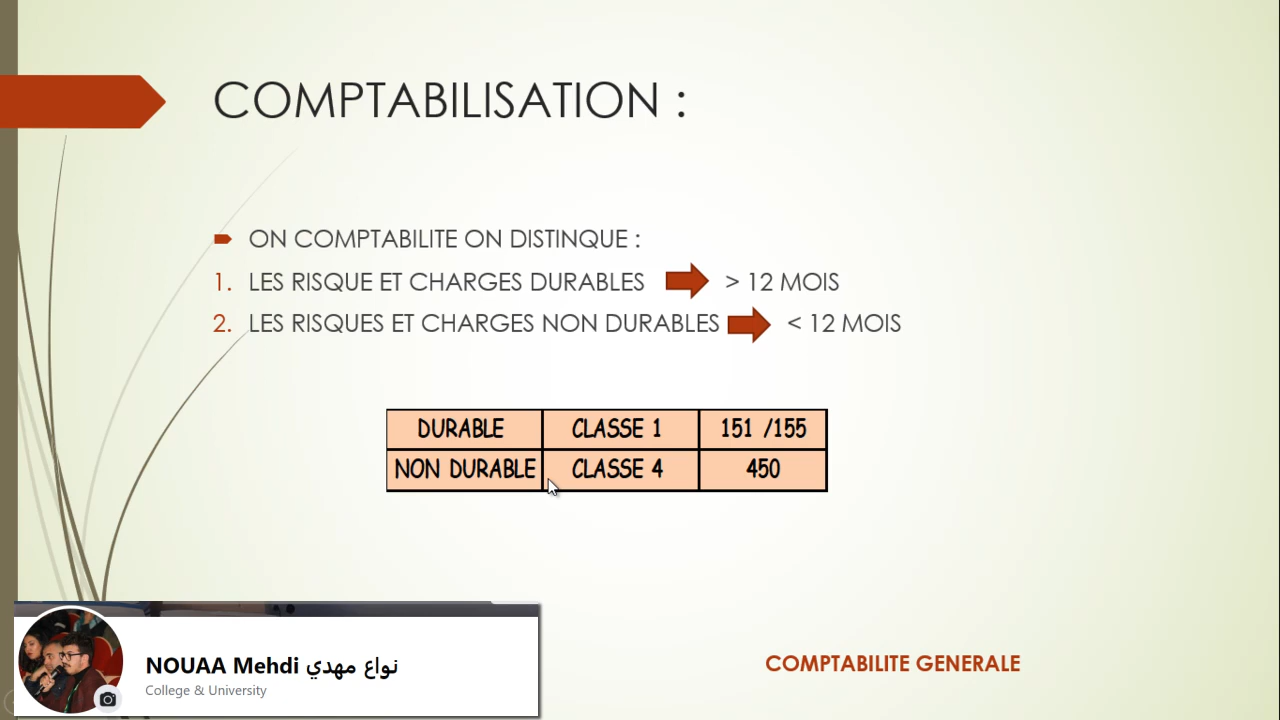 COMPTABILISATION :
ON COMPTABILITE ON DISTINQUE :
1. LES RISQUE ET CHARGES DURABLES > 12 MOIS
2. LES RISQUES ET CHARGES NON DURABLES < 12 MOIS
DURABLE CLASSE 1 151 /155
NON DURABLE CLASSE 4 450
NOUAA Mehdi نواع مهدي
College & University
COMPTABILITE GENERALE